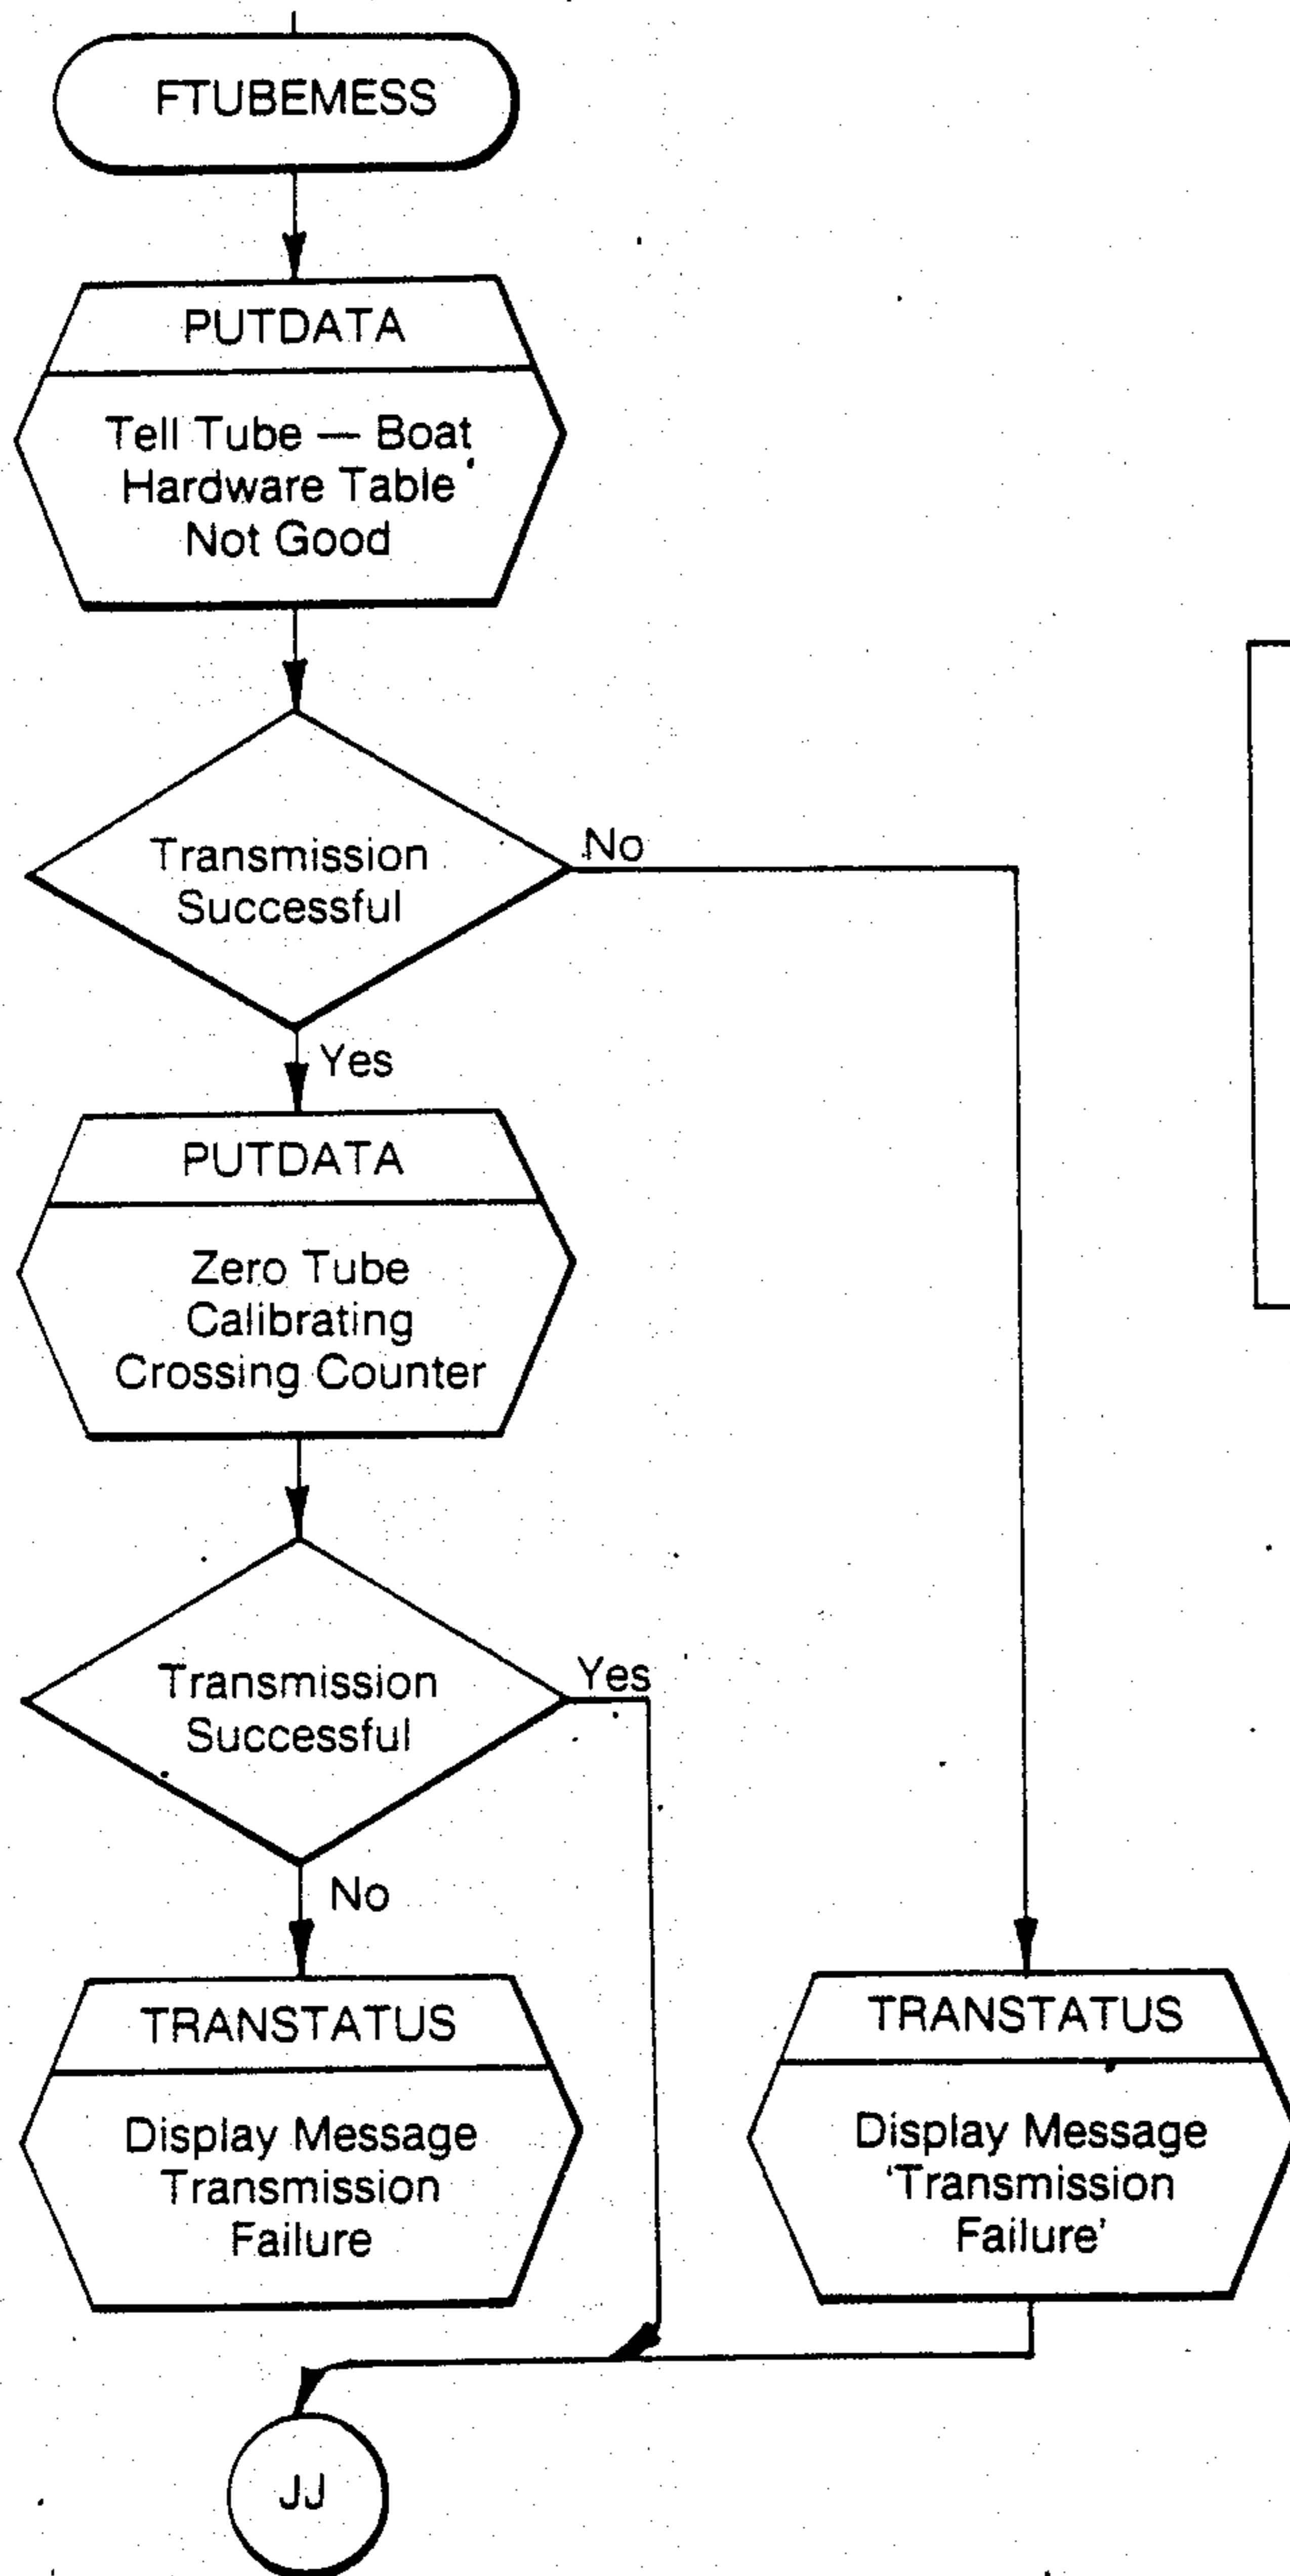 FTUBEMESS
PUTDATA
Tell Tube — Boat
Hardware Table
Not Good
Transmission
Successful
No
Yes
PUTDATA
Zero Tube
Calibrating
Crossing Counter
Transmission
Successful
Yes
No
TRANSTATUS
Display Message
Transmission
Failure
TRANSTATUS
Display Message
'Transmission
Failure'
JJ